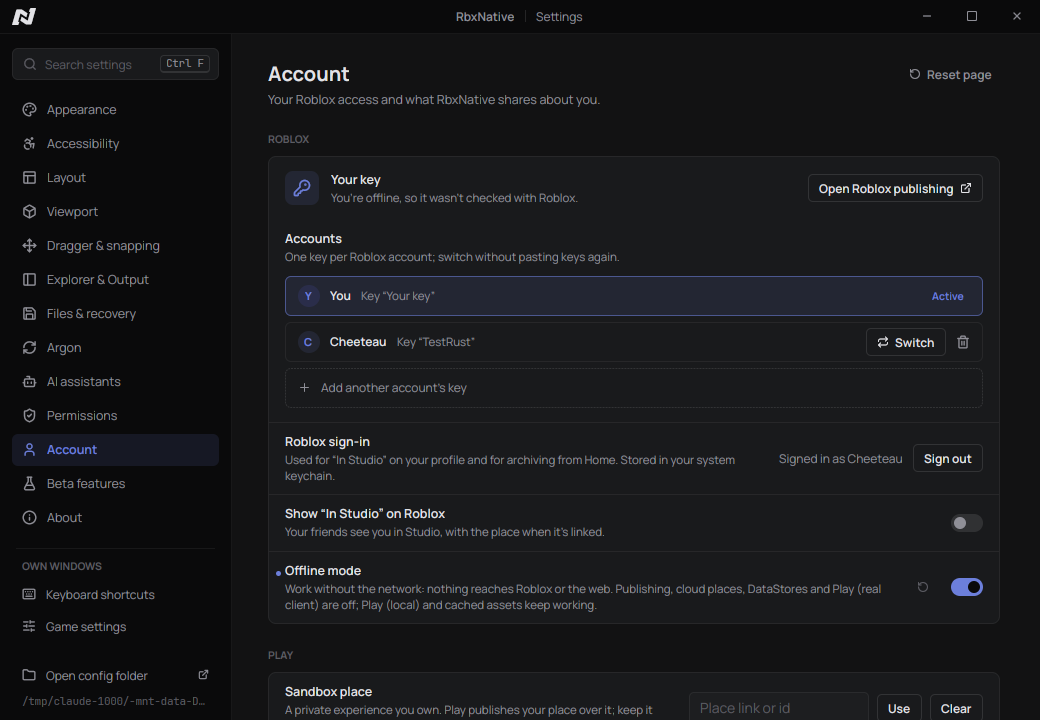 RbxNative
Settings
Search settings
Ctrl F
Appearance
Accessibility
Layout
Viewport
Dragger & snapping
Explorer & Output
Files & recovery
Argon
AI assistants
Permissions
Account
Beta features
About
OWN WINDOWS
Keyboard shortcuts
Game settings
Open config folder
/tmp/claude-1000/-mnt-data-D…
Account
Reset page
Your Roblox access and what RbxNative shares about you.
ROBLOX
Your key
You're offline, so it wasn't checked with Roblox.
Open Roblox publishing
Accounts
One key per Roblox account; switch without pasting keys again.
Y You Key “Your key” Active
C Cheeteau Key “TestRust” Switch
Add another account's key
Roblox sign-in
Used for “In Studio” on your profile and for archiving from Home. Stored in your system
keychain.
Signed in as Cheeteau
Sign out
Show “In Studio” on Roblox
Your friends see you in Studio, with the place when it's linked.
Offline mode
Work without the network: nothing reaches Roblox or the web. Publishing, cloud places, DataStores and Play (real
client) are off; Play (local) and cached assets keep working.
PLAY
Sandbox place
A private experience you own. Play publishes your place over it; keep it
Place link or id
Use
Clear